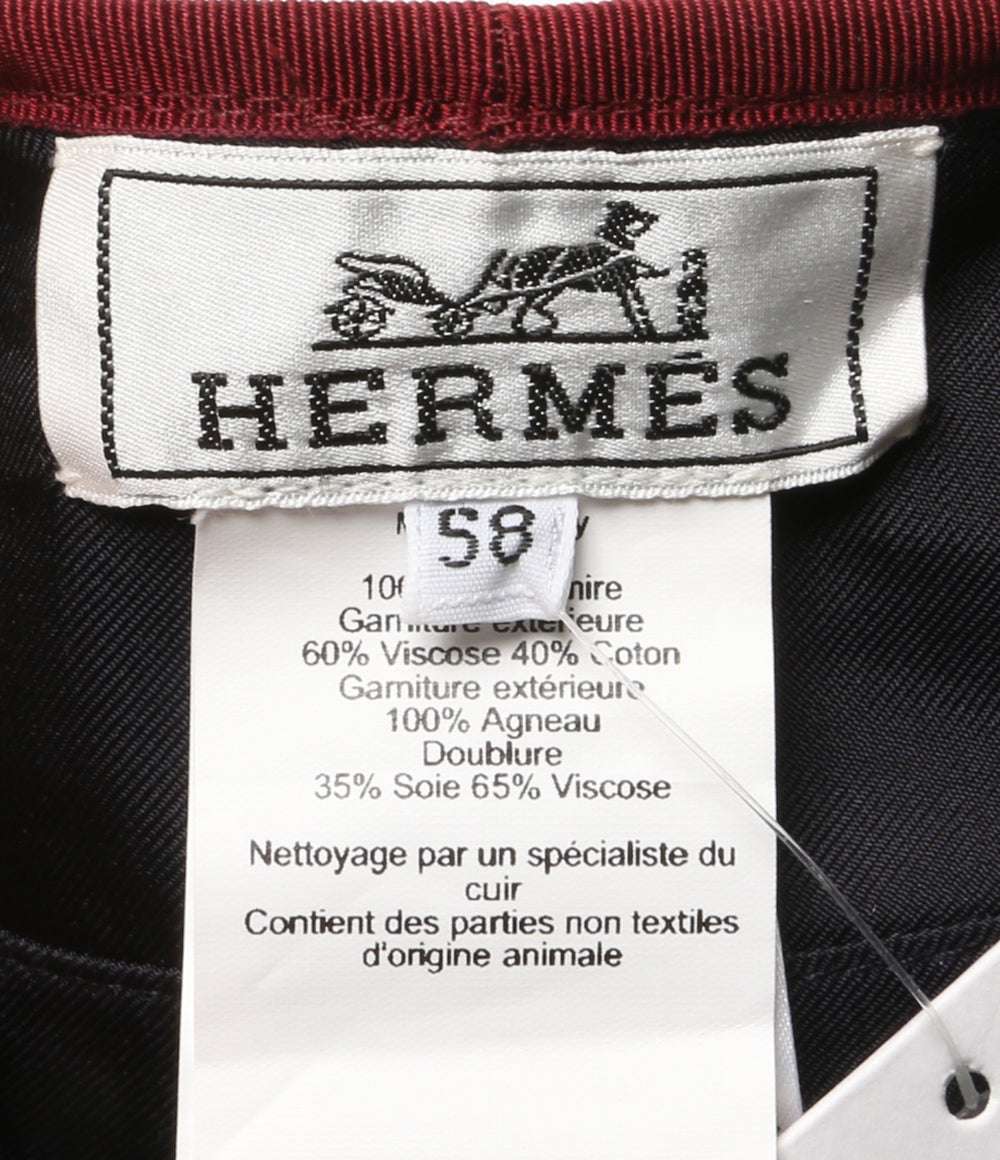 HERMÈS
58
Garniture extérieure
60% Viscose 40% Coton
Garniture extérieure
100% Agneau
Doublure
35% Soie 65% Viscose
Nettoyage par un spécialiste du
cuir
Contient des parties non textiles
d'origine animale